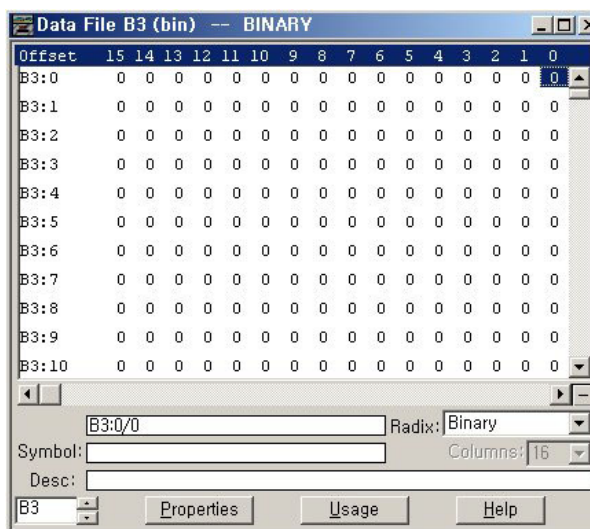 Data File B3 (bin) -- BINARY
Offset 15 14 13 12 11 10 9 8 7 6 5 4 3 2 1 0
B3:0 0 0 0 0 0 0 0 0 0 0 0 0 0 0 0 0
B3:1 0 0 0 0 0 0 0 0 0 0 0 0 0 0 0 0
B3:2 0 0 0 0 0 0 0 0 0 0 0 0 0 0 0 0
B3:3 0 0 0 0 0 0 0 0 0 0 0 0 0 0 0 0
B3:4 0 0 0 0 0 0 0 0 0 0 0 0 0 0 0 0
B3:5 0 0 0 0 0 0 0 0 0 0 0 0 0 0 0 0
B3:6 0 0 0 0 0 0 0 0 0 0 0 0 0 0 0 0
B3:7 0 0 0 0 0 0 0 0 0 0 0 0 0 0 0 0
B3:8 0 0 0 0 0 0 0 0 0 0 0 0 0 0 0 0
B3:9 0 0 0 0 0 0 0 0 0 0 0 0 0 0 0 0
B3:10 0 0 0 0 0 0 0 0 0 0 0 0 0 0 0 0
B3:0/0 Radix: Binary
Symbol: Columns: 16
Desc:
B3 Properties Usage Help